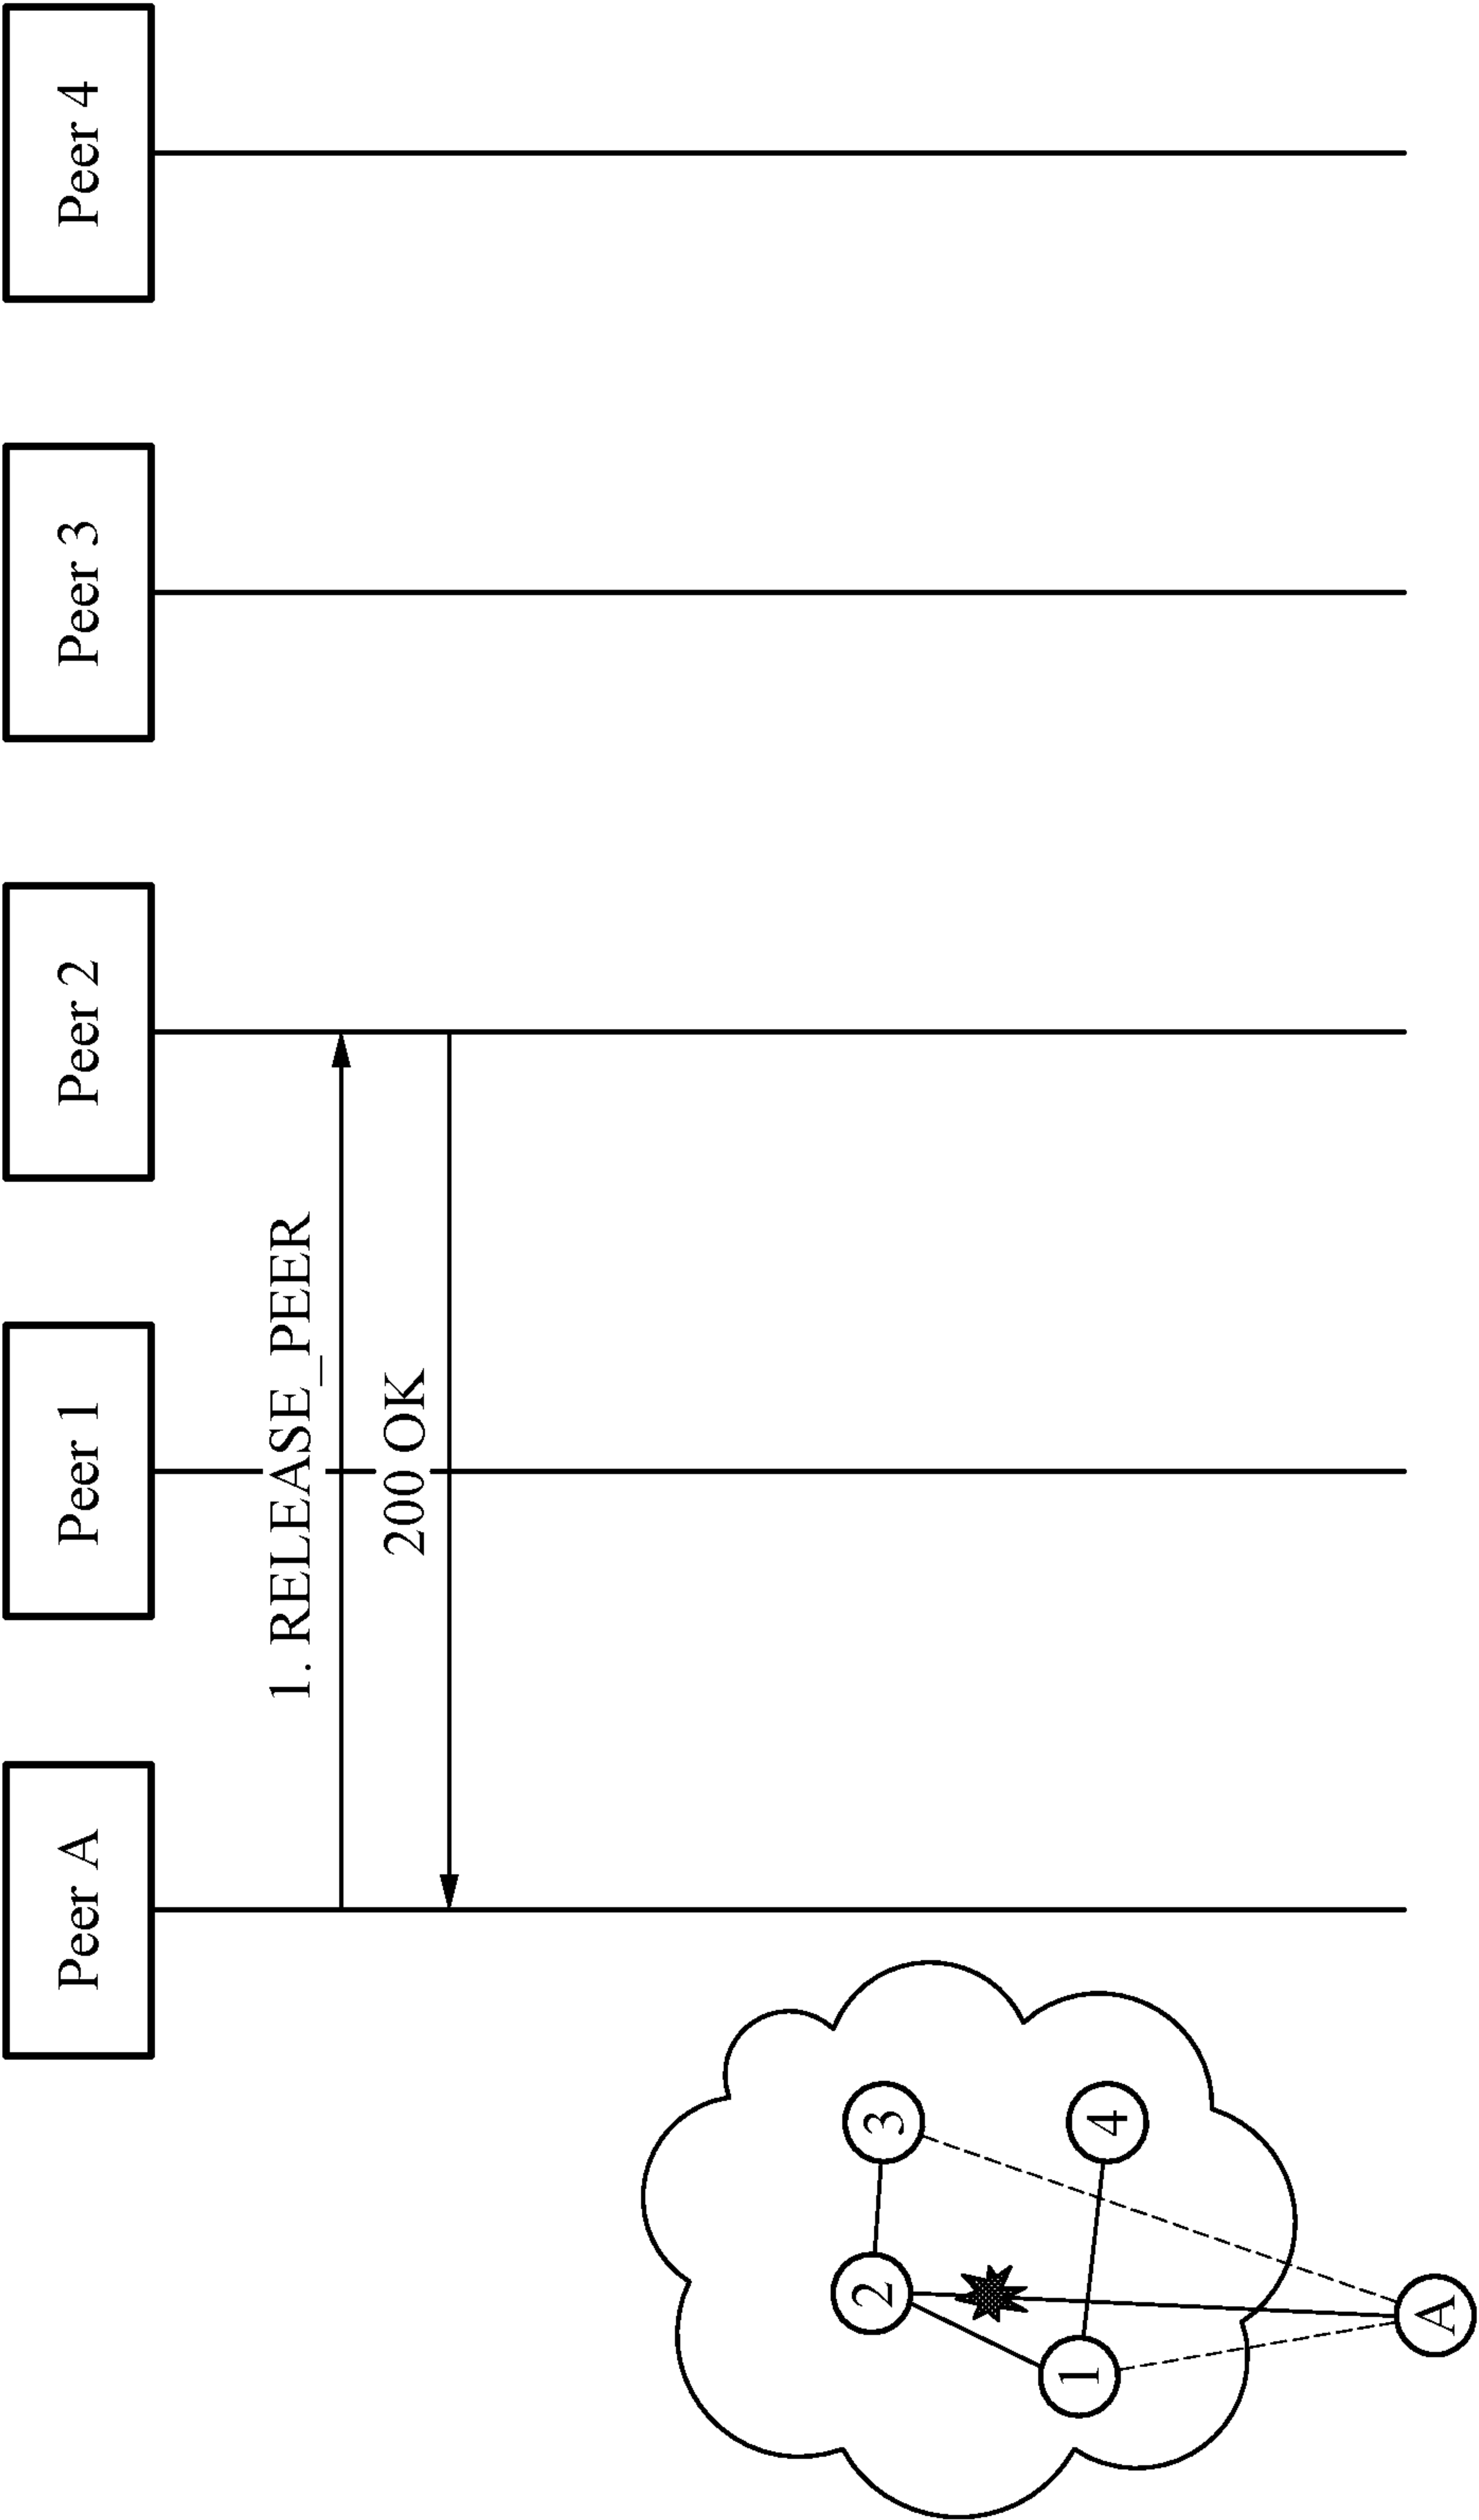 Peer A
Peer 1
Peer 2
Peer 3
Peer 4
1. RELEASE_PEER
200 OK
2
3
1
4
A